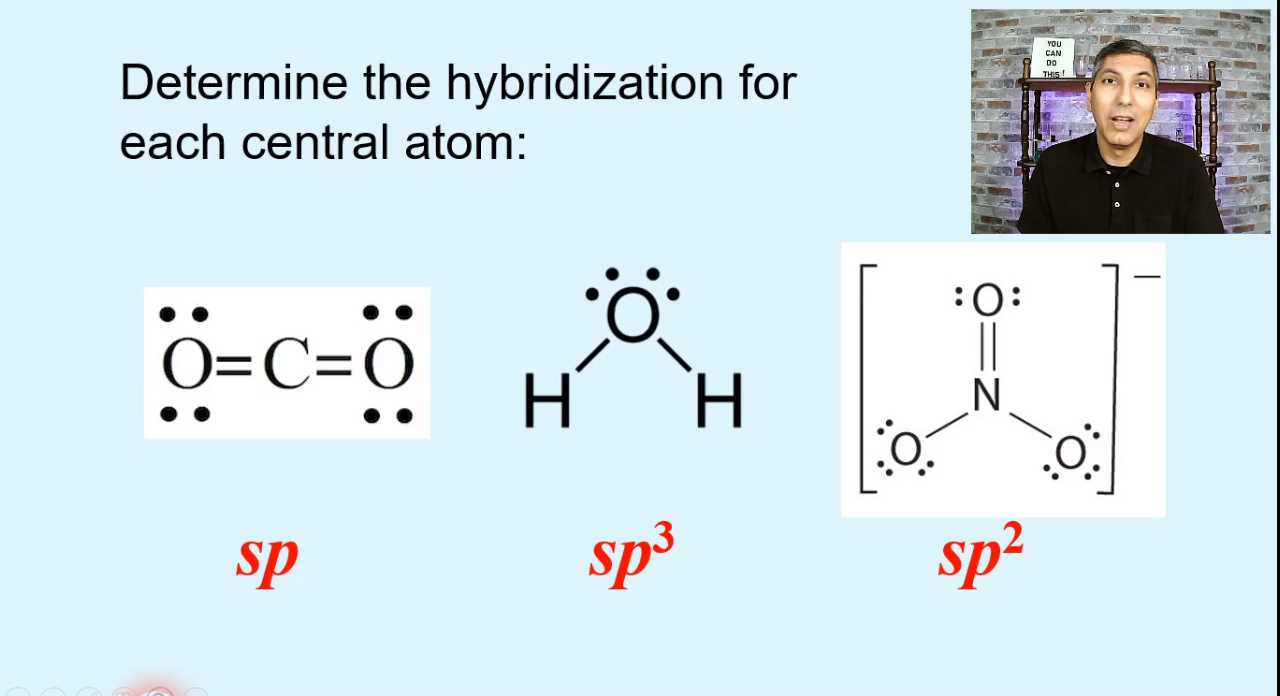 Determine the hybridization for
each central atom:
YOU
CAN
DO
THIS!
O=C=O
O
H H
[O]−
N
O O
sp sp³ sp²